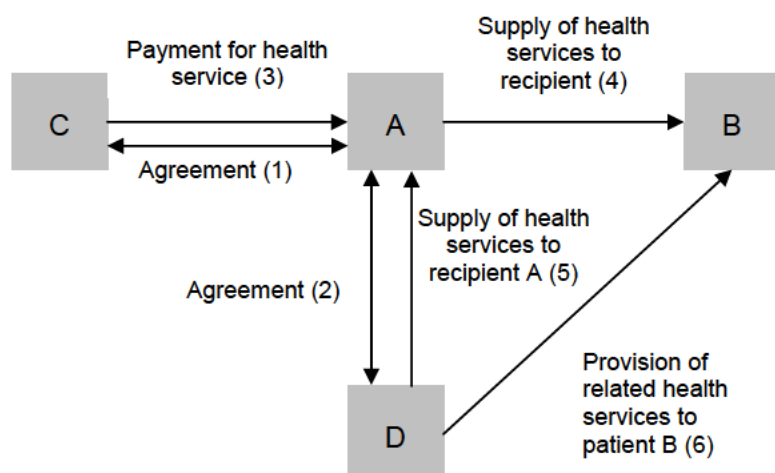 Payment for health
service (3)
Supply of health
services to
recipient (4)
C
A
B
Agreement (1)
Supply of health
services to
recipient A (5)
Agreement (2)
Provision of
related health
services to
patient B (6)
D